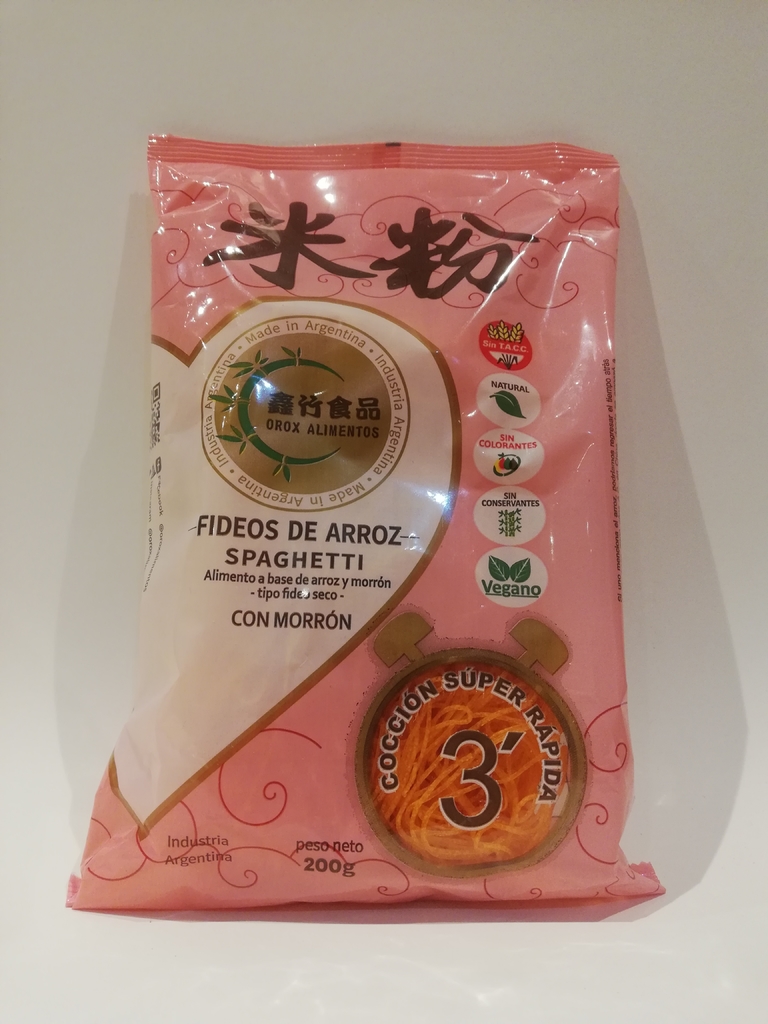 米粉
Made in Argentina • Industria Argentina • Made in Argentina • Industria Argentina •
鑫竹食品
OROX ALIMENTOS
FIDEOS DE ARROZ
SPAGHETTI
Alimento a base de arroz y morrón
- tipo fideo seco -
CON MORRÓN
Sin T.A.C.C.
NATURAL
SIN
COLORANTES
SIN
CONSERVANTES
Vegano
COCCIÓN SÚPER RÁPIDA
3´
Industria
Argentina
peso neto
200g